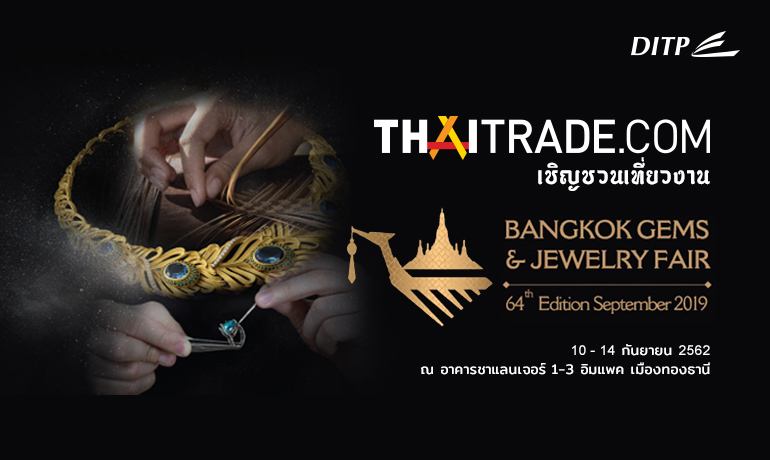 DITP
THAITRADE.COM
เชิญชวนเที่ยวงาน
BANGKOK GEMS
& JEWELRY FAIR
64th Edition September 2019
10 - 14 กันยายน 2562
ณ อาคารชาแลนเจอร์ 1-3 อิมแพค เมืองทองธานี